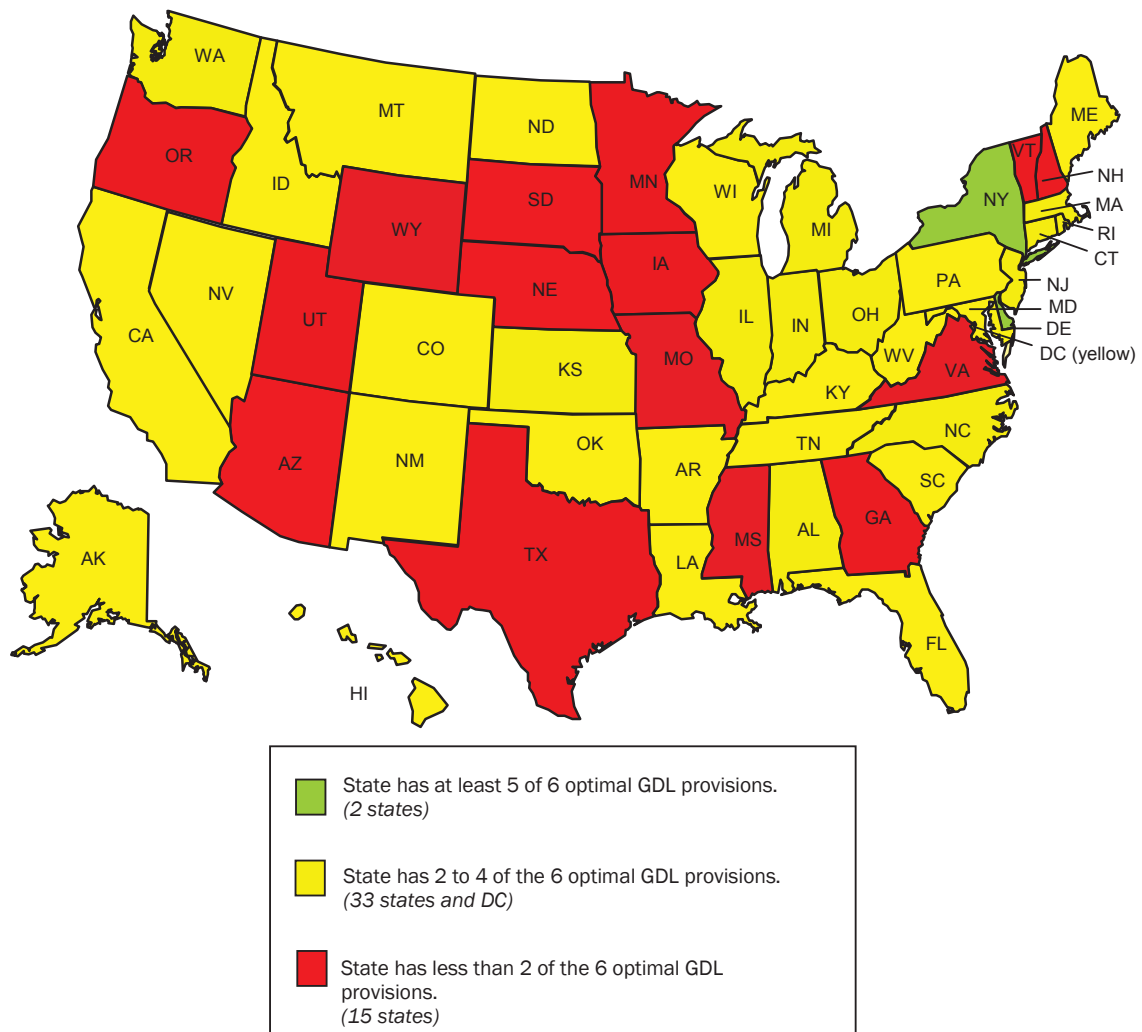 WA
MT
ND
ME
OR
ID
MN
VT
NH
SD
WI
NY
MA
WY
MI
RI
CT
IA
PA
NE
NJ
NV
MD
OH
IL
IN
DE
UT
CA
CO
WV
DC (yellow)
MO
VA
KS
KY
NC
TN
OK
AZ
NM
AR
SC
MS
AL
GA
TX
AK
LA
FL
HI
State has at least 5 of 6 optimal GDL provisions.
(2 states)
State has 2 to 4 of the 6 optimal GDL provisions.
(33 states and DC)
State has less than 2 of the 6 optimal GDL
provisions.
(15 states)